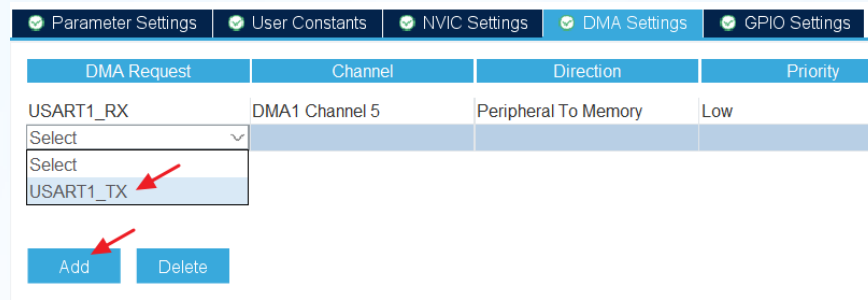 Parameter Settings User Constants NVIC Settings DMA Settings GPIO Settings
DMA Request Channel Direction Priority
USART1_RX DMA1 Channel 5 Peripheral To Memory Low
Select
Select
USART1_TX
Add Delete